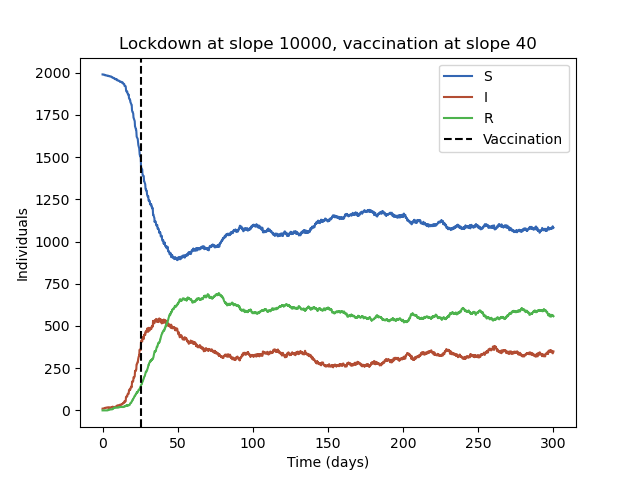 Lockdown at slope 10000, vaccination at slope 40
S
I
R
Vaccination
2000
1750
1500
1250
1000
750
500
250
0
Individuals
0 50 100 150 200 250 300
Time (days)